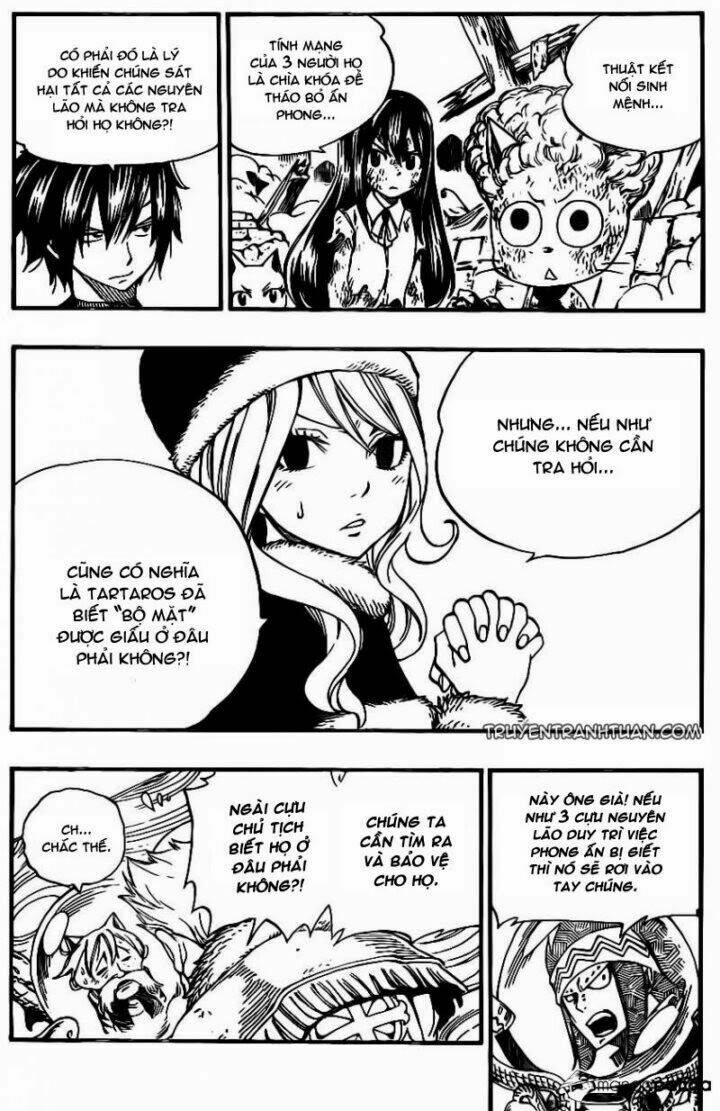 THUẬT KẾT
NỐI SINH
MỆNH...
TÍNH MẠNG
CỦA 3 NGƯỜI HỌ
LÀ CHÌA KHÓA ĐỂ
THÁO BỎ ẤN
PHONG...
CÓ PHẢI ĐÓ LÀ LÝ
DO KHIẾN CHÚNG SÁT
HẠI TẤT CẢ CÁC NGUYÊN
LÃO MÀ KHÔNG TRA
HỎI HỌ KHÔNG?!
NHƯNG... NẾU NHƯ
CHÚNG KHÔNG CẦN
TRA HỎI...
CŨNG CÓ NGHĨA
LÀ TARTAROS ĐÃ
BIẾT "BỘ MẶT"
ĐƯỢC GIẤU Ở ĐÂU
PHẢI KHÔNG?!
TRUYENTRANHTUAN.COM
NÀY ÔNG GIÀ! NẾU
NHƯ 3 CỰU NGUYÊN
LÃO DUY TRÌ VIỆC
PHONG ẤN BỊ GIẾT
THÌ NÓ SẼ RƠI VÀO
TAY CHÚNG.
CHÚNG TA
CẦN TÌM RA
VÀ BẢO VỆ
CHO HỌ.
NGÀI CỰU
CHỦ TỊCH
BIẾT HỌ Ở
ĐÂU PHẢI
KHÔNG?!
CH...
CHẮC THẾ.